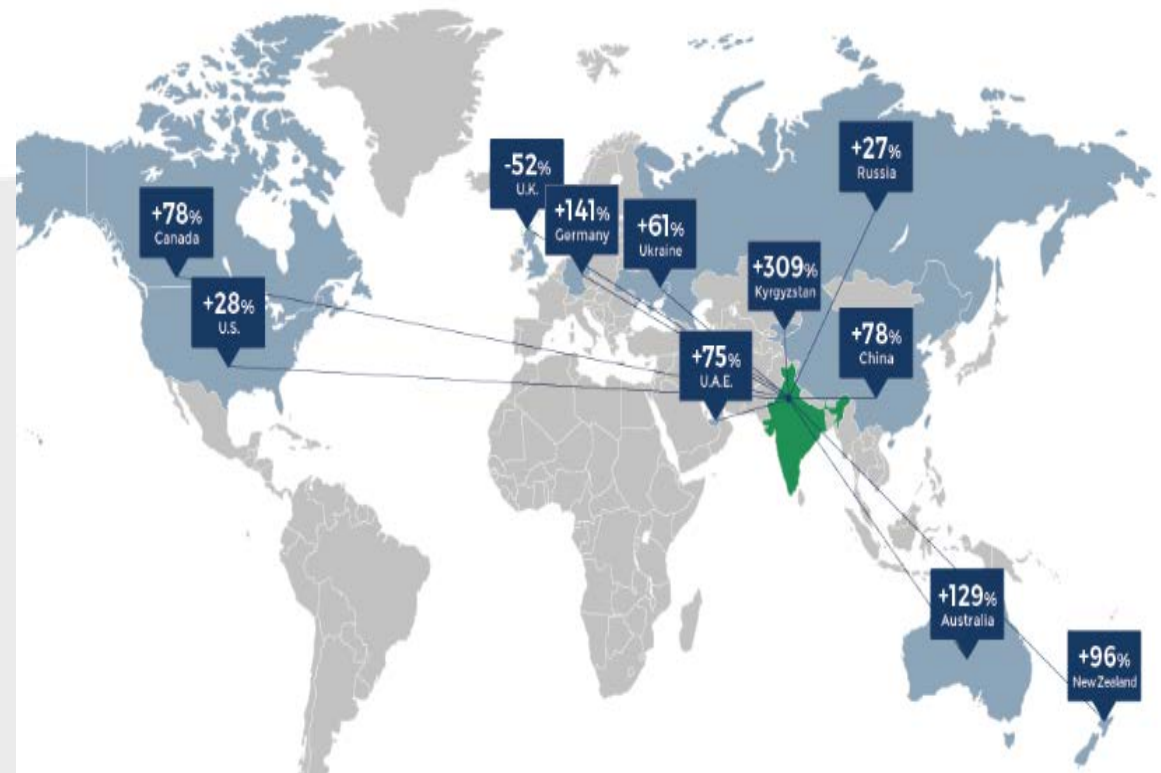 -52%
U.K.
+27%
Russia
+78%
Canada
+141%
Germany
+61%
Ukraine
+309%
Kyrgyzstan
+28%
U.S.
+75%
U.A.E.
+78%
China
+129%
Australia
+96%
New Zealand